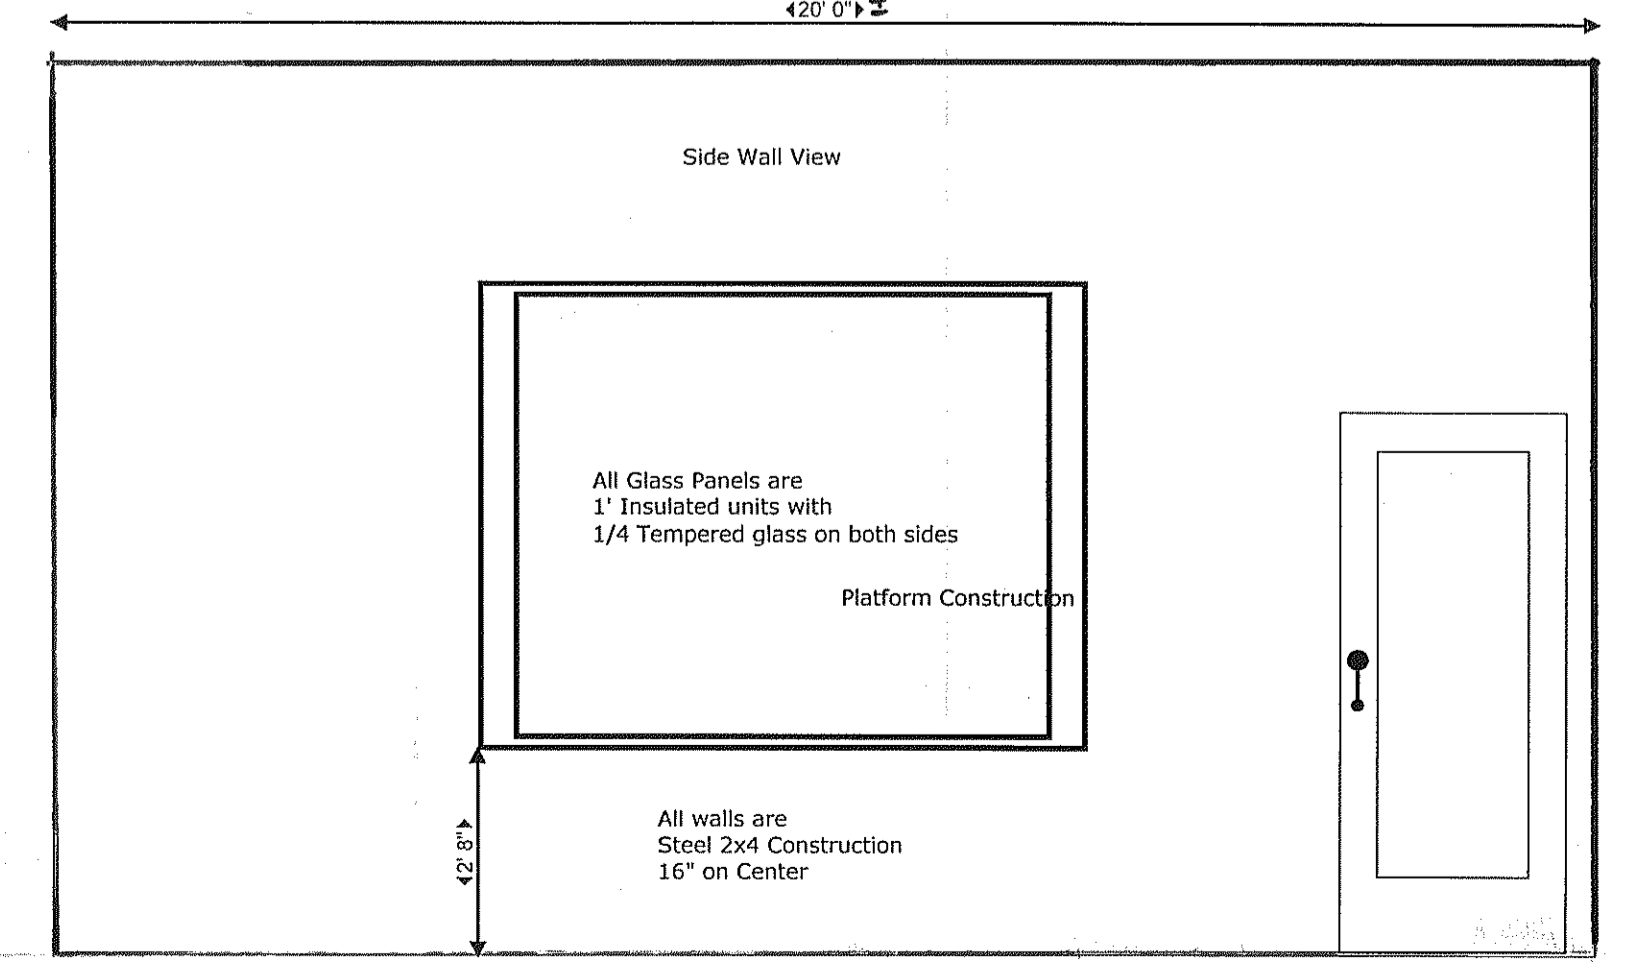 20' 0"
Side Wall View
All Glass Panels are
1' Insulated units with
1/4 Tempered glass on both sides
Platform Construction
2' 8"
All walls are
Steel 2x4 Construction
16" on Center